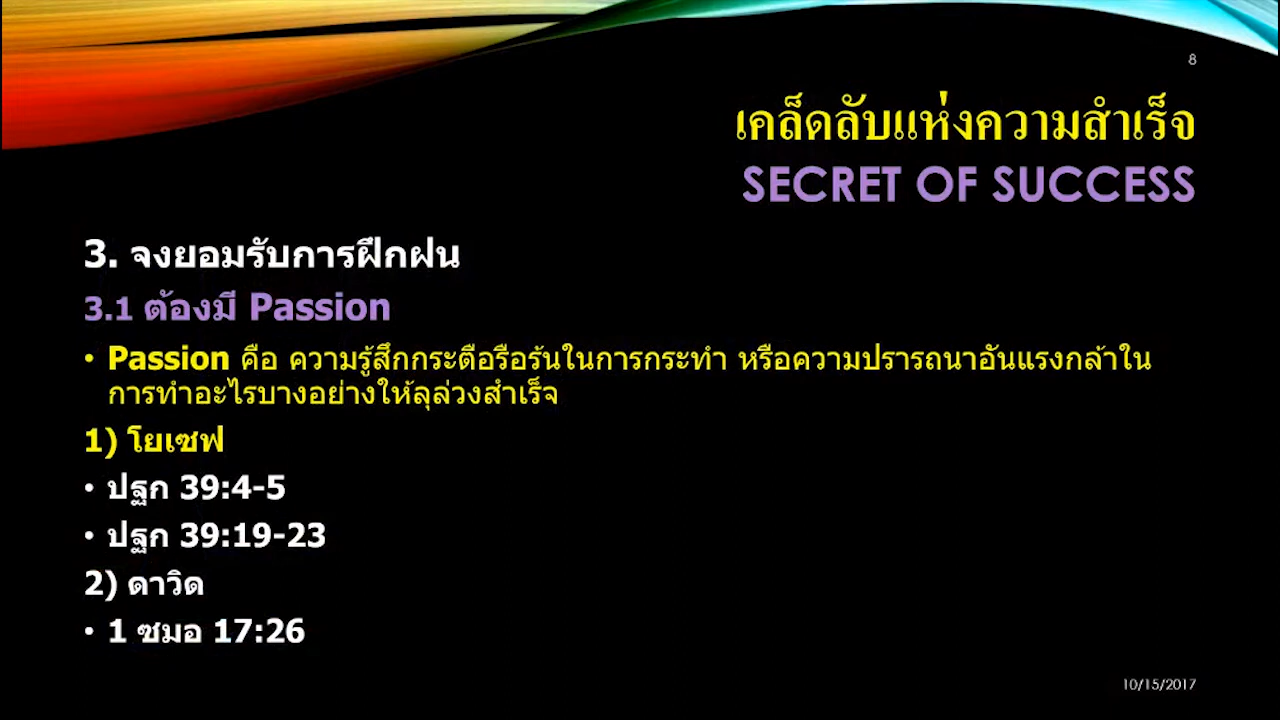 8
เคล็ดลับแห่งความสำเร็จ
SECRET OF SUCCESS
3. จงยอมรับการฝึกฝน
3.1 ต้องมี Passion
• Passion คือ ความรู้สึกกระตือรือร้นในการกระทำ หรือความปรารถนาอันแรงกล้าใน
การทำอะไรบางอย่างให้ลุล่วงสำเร็จ
1) โยเซฟ
• ปฐก 39:4-5
• ปฐก 39:19-23
2) ดาวิด
• 1 ซมอ 17:26
10/15/2017